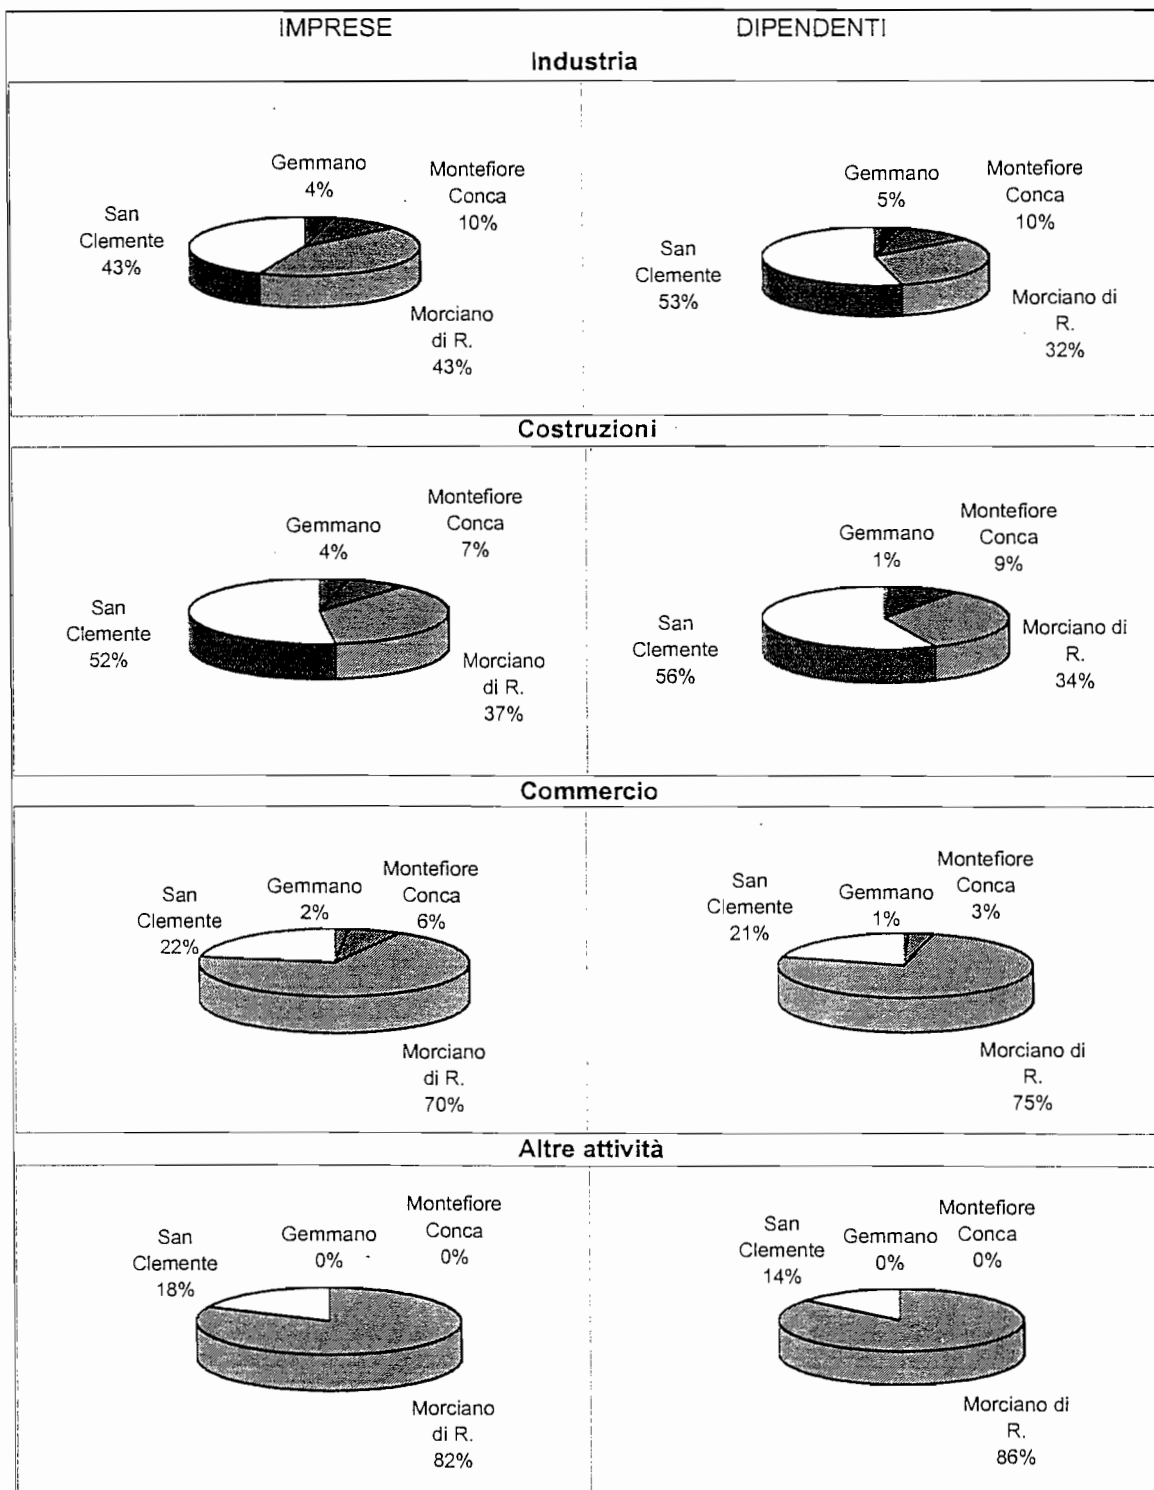 IMPRESE
DIPENDENTI
Industria
Gemmano
4%
Montefiore
Conca
10%
San
Clemente
43%
Morciano
di R.
43%
Gemmano
5%
Montefiore
Conca
10%
San
Clemente
53%
Morciano di
R.
32%
Costruzioni
Gemmano
4%
Montefiore
Conca
7%
San
Clemente
52%
Morciano
di R.
37%
Gemmano
1%
Montefiore
Conca
9%
San
Clemente
56%
Morciano di
R.
34%
Commercio
San
Clemente
22%
Gemmano
2%
Montefiore
Conca
6%
Morciano
di R.
70%
San
Clemente
21%
Gemmano
1%
Montefiore
Conca
3%
Morciano di
R.
75%
Altre attività
San
Clemente
18%
Gemmano
0%
Montefiore
Conca
0%
Morciano
di R.
82%
San
Clemente
14%
Gemmano
0%
Montefiore
Conca
0%
Morciano di
R.
86%